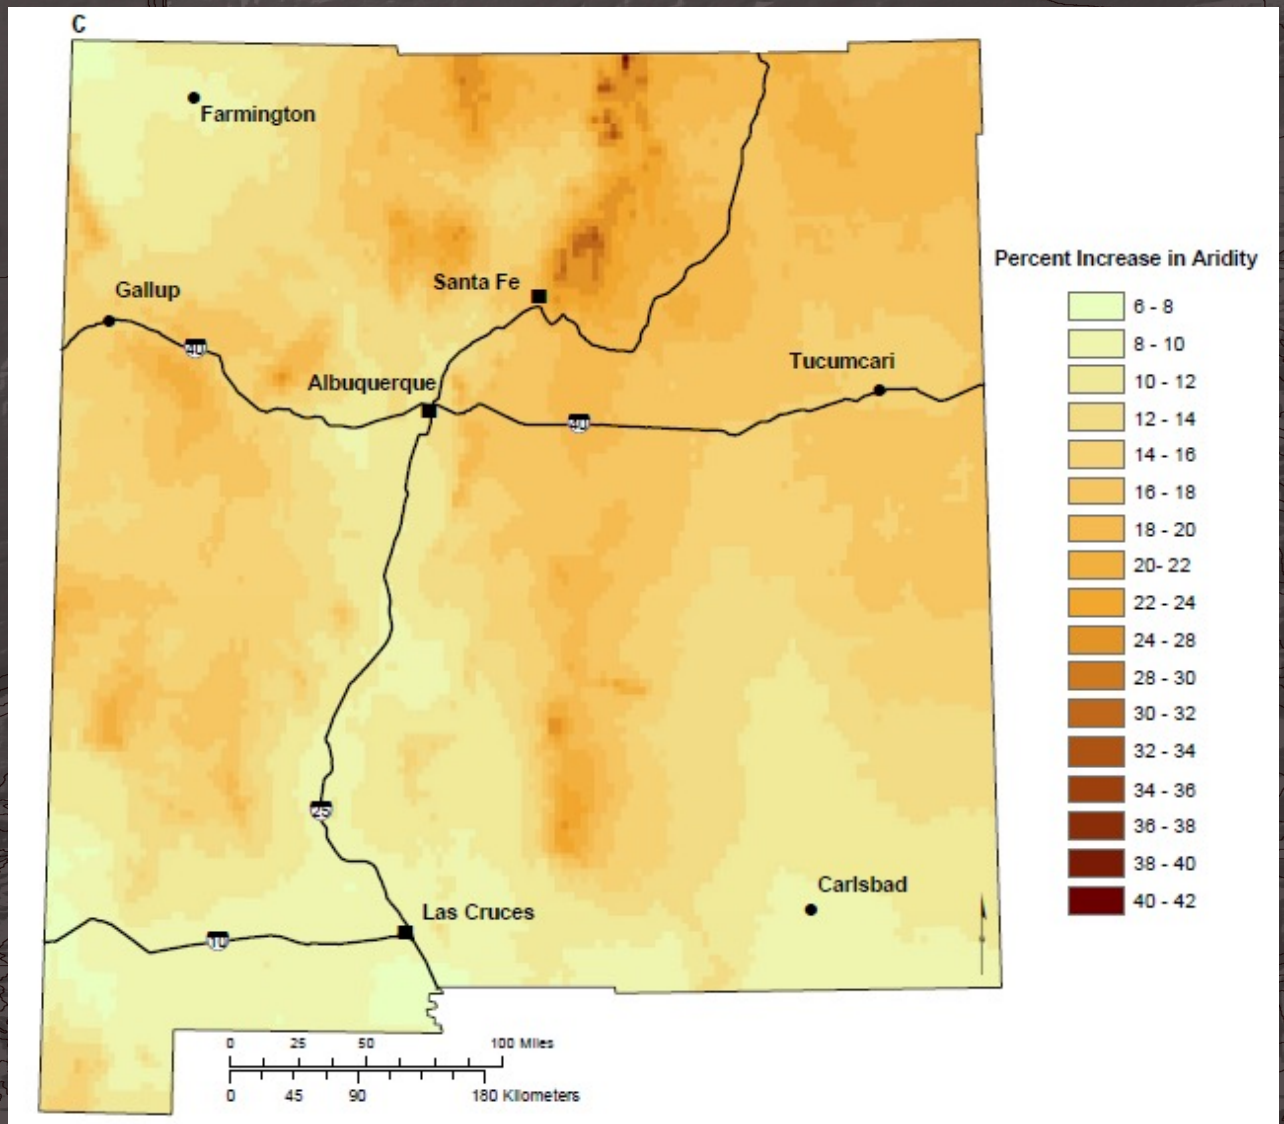 C
Farmington
Santa Fe
Gallup
40
Albuquerque
Tucumcari
40
25
Carlsbad
Las Cruces
10
0 25 50 100 Miles
0 45 90 180 Kilometers
Percent Increase in Aridity
6 - 8
8 - 10
10 - 12
12 - 14
14 - 16
16 - 18
18 - 20
20- 22
22 - 24
24 - 28
28 - 30
30 - 32
32 - 34
34 - 36
36 - 38
38 - 40
40 - 42